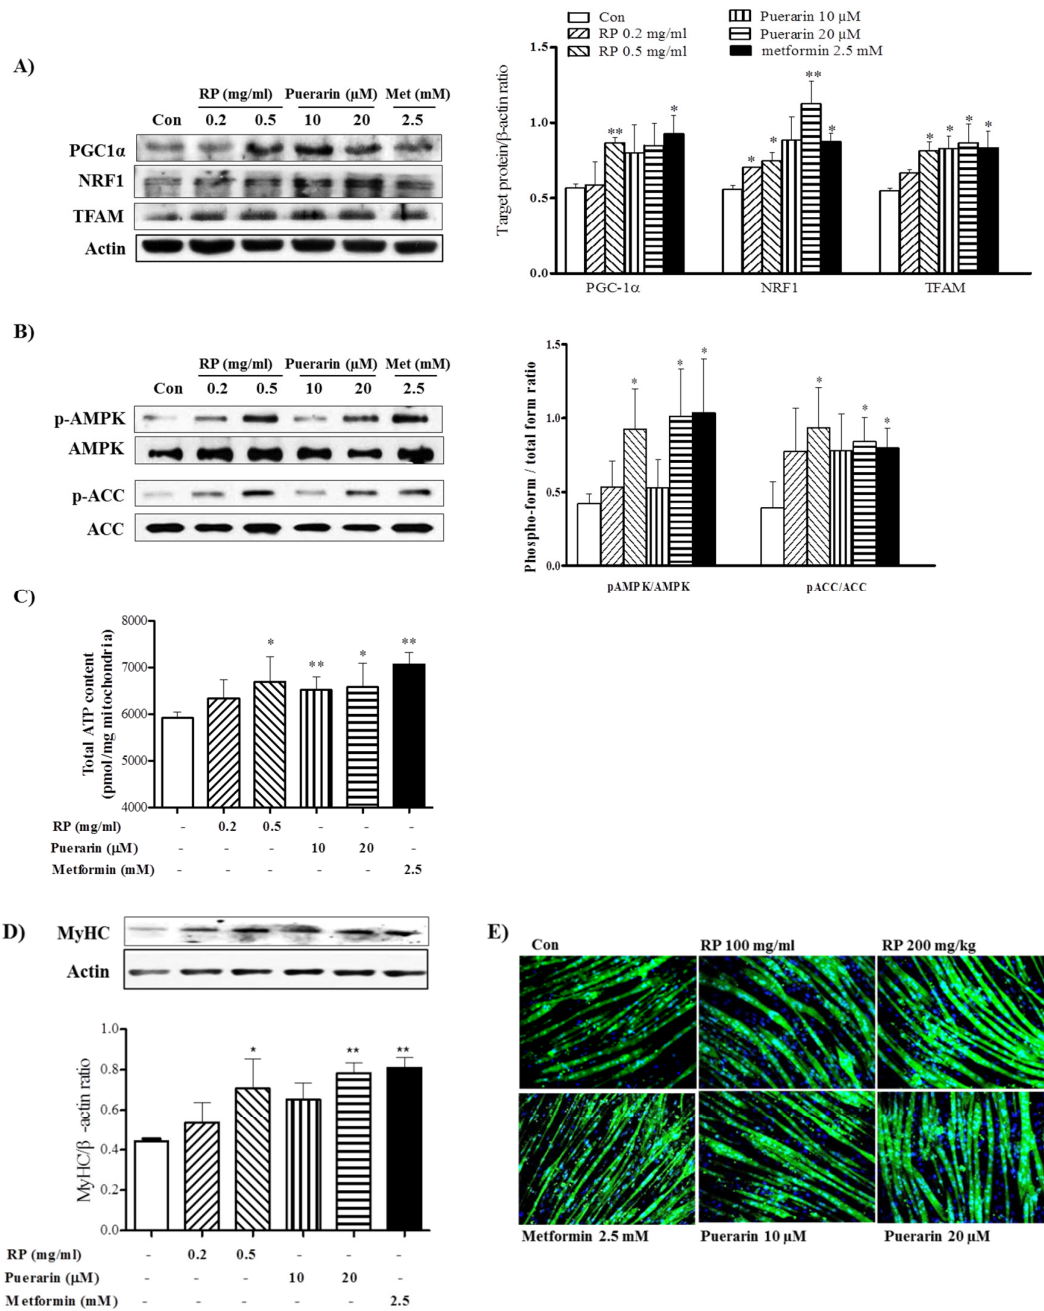 A)
RP (mg/ml) Puerarin (μM) Met (mM)
Con 0.2 0.5 10 20 2.5
PGC1α
NRF1
TFAM
Actin
Con
RP 0.2 mg/ml
RP 0.5 mg/ml
Puerarin 10 μM
Puerarin 20 μM
metformin 2.5 mM
Target protein/β-actin ratio
1.5
1.0
0.5
0.0
** * * * ** * * * * *
PGC-1α NRF1 TFAM
B)
RP (mg/ml) Puerarin (μM) Met (mM)
Con 0.2 0.5 10 20 2.5
p-AMPK
AMPK
p-ACC
ACC
Phospho-form / total form ratio
1.5
1.0
0.5
0.0
* * * * * *
pAMPK/AMPK pACC/ACC
C)
Total ATP content
(pmol/mg mitochondria)
8000
7000
6000
5000
4000
* ** * **
RP (mg/ml) - 0.2 0.5 - - -
Puerarin (μM) - - - 10 20 -
Metformin (mM) - - - - - 2.5
D)
MyHC
Actin
MyHC/β -actin ratio
1.0
0.8
0.6
0.4
0.2
0.0
* ** **
RP (mg/ml) - 0.2 0.5 - - -
Puerarin (μM) - - - 10 20 -
Metformin (mM) - - - - - 2.5
E)
Con RP 100 mg/ml RP 200 mg/kg
Metformin 2.5 mM Puerarin 10 μM Puerarin 20 μM